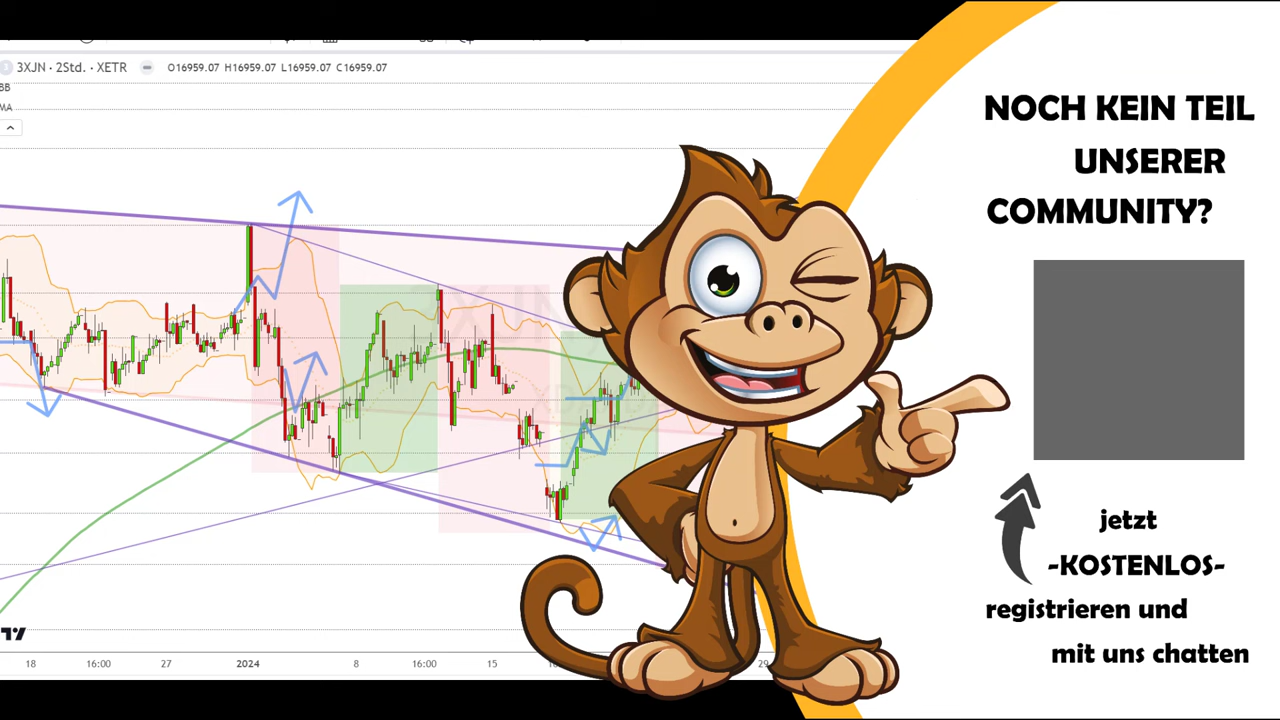 3XJN · 2Std. · XETR O16959.07 H16959.07 L16959.07 C16959.07
BB
MA
NOCH KEIN TEIL
UNSERER
COMMUNITY?
jetzt
-KOSTENLOS-
registrieren und
mit uns chatten
18 16:00 27 2024 8 16:00 15 29